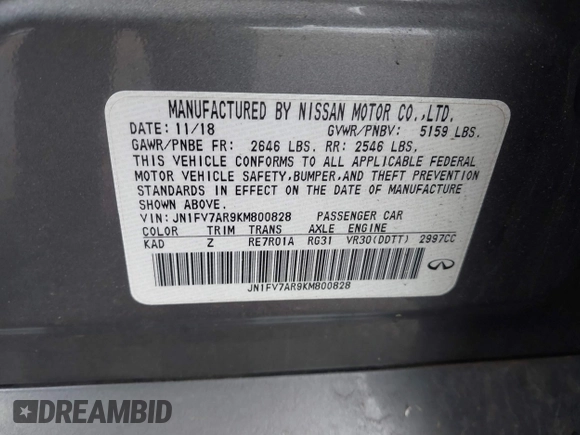 MANUFACTURED BY NISSAN MOTOR CO.,LTD.
DATE: 11/18 GVWR/PNBV: 5159 LBS.
GAWR/PNBE FR: 2646 LBS. RR: 2546 LBS.
THIS VEHICLE CONFORMS TO ALL APPLICABLE FEDERAL
MOTOR VEHICLE SAFETY,BUMPER,AND THEFT PREVENTION
STANDARDS IN EFFECT ON THE DATE OF MANUFACTURE
SHOWN ABOVE.
VIN: JN1FV7AR9KM800828 PASSENGER CAR
COLOR TRIM TRANS AXLE ENGINE
KAD Z RE7R01A RG31 VR30(DDTT) 2997CC
JN1FV7AR9KM800828
DREAMBID